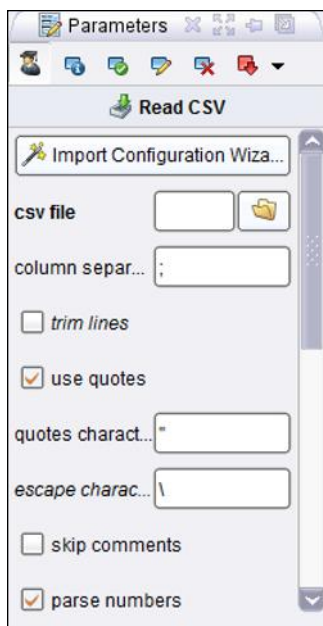 Parameters
Read CSV
Import Configuration Wiza...
csv file
column separ... ;
trim lines
use quotes
quotes charact... "
escape charac... \
skip comments
parse numbers